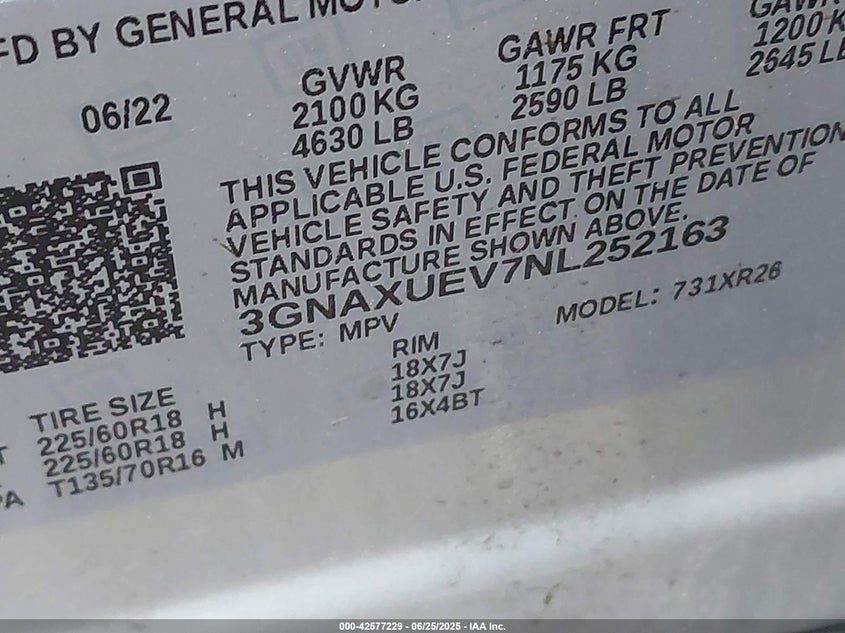 FD BY GENERAL MOTOR
06/22
GVWR
2100 KG
4630 LB
GAWR FRT
1175 KG
2590 LB
GAWR
1200 K
2645 LB
THIS VEHICLE CONFORMS TO ALL
APPLICABLE U.S. FEDERAL MOTOR
VEHICLE SAFETY AND THEFT PREVENTION
STANDARDS IN EFFECT ON THE DATE OF
MANUFACTURE SHOWN ABOVE.
3GNAXUEV7NL252163
TYPE: MPV
MODEL: 731XR26
TIRE SIZE
RIM
T 225/60R18 H 18X7J
225/60R18 H 18X7J
PA T135/70R16 M 16X4BT
000-42577229 - 06/25/2025 - IAA Inc.